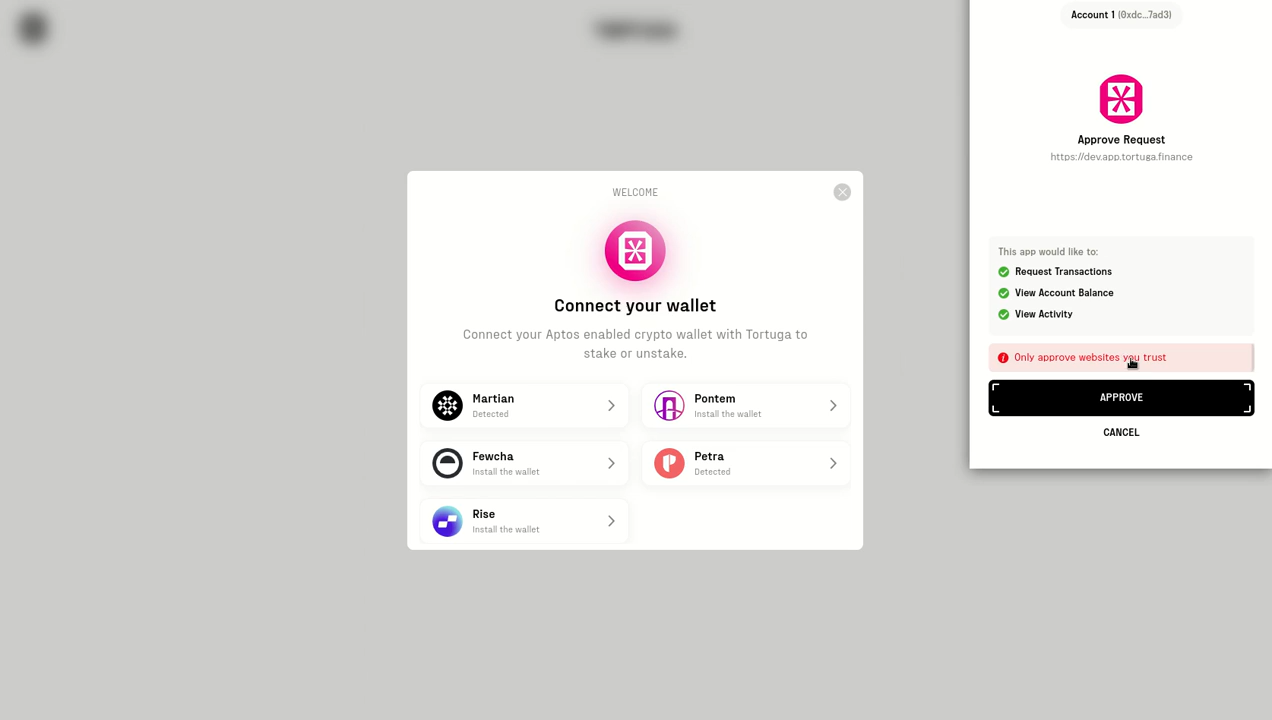 TORTUGA
Account 1 (0xdc...7ad3)
Approve Request
https://dev.app.tortuga.finance
This app would like to:
Request Transactions
View Account Balance
View Activity
Only approve websites you trust
APPROVE
CANCEL
WELCOME
Connect your wallet
Connect your Aptos enabled crypto wallet with Tortuga to
stake or unstake.
Martian
Detected
Pontem
Install the wallet
Fewcha
Install the wallet
Petra
Detected
Rise
Install the wallet